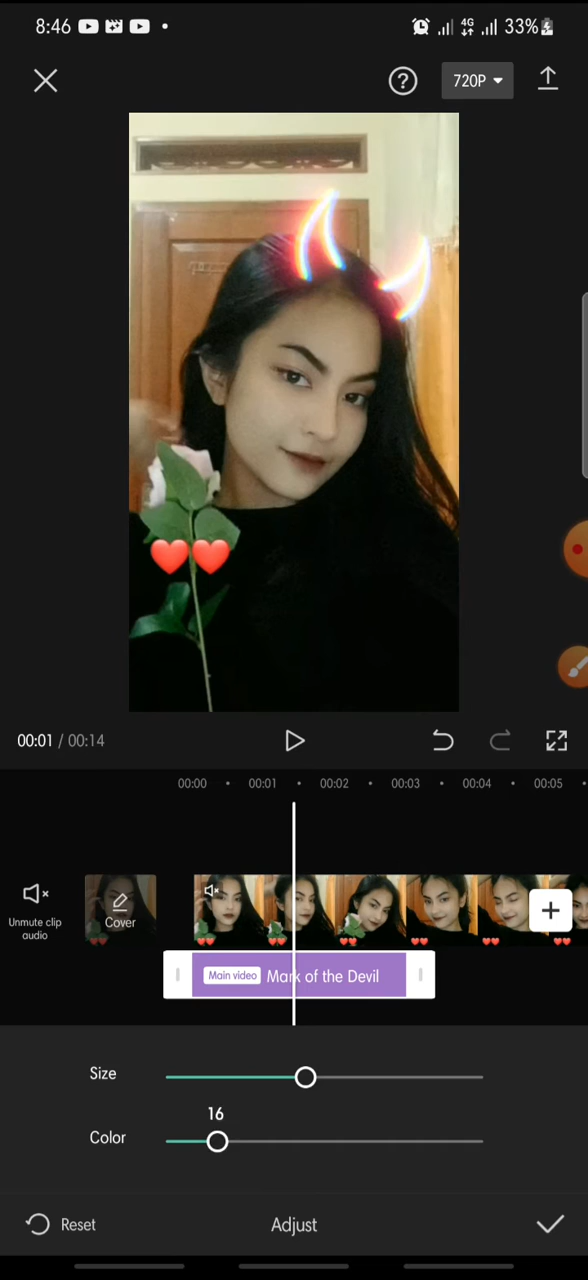 8:46
4G
33%
720P
00:01 / 00:14
00:00
00:01
00:02
00:03
00:04
00:05
Unmute clip
audio
Cover
Main video Mark of the Devil
Size
16
Color
Reset
Adjust